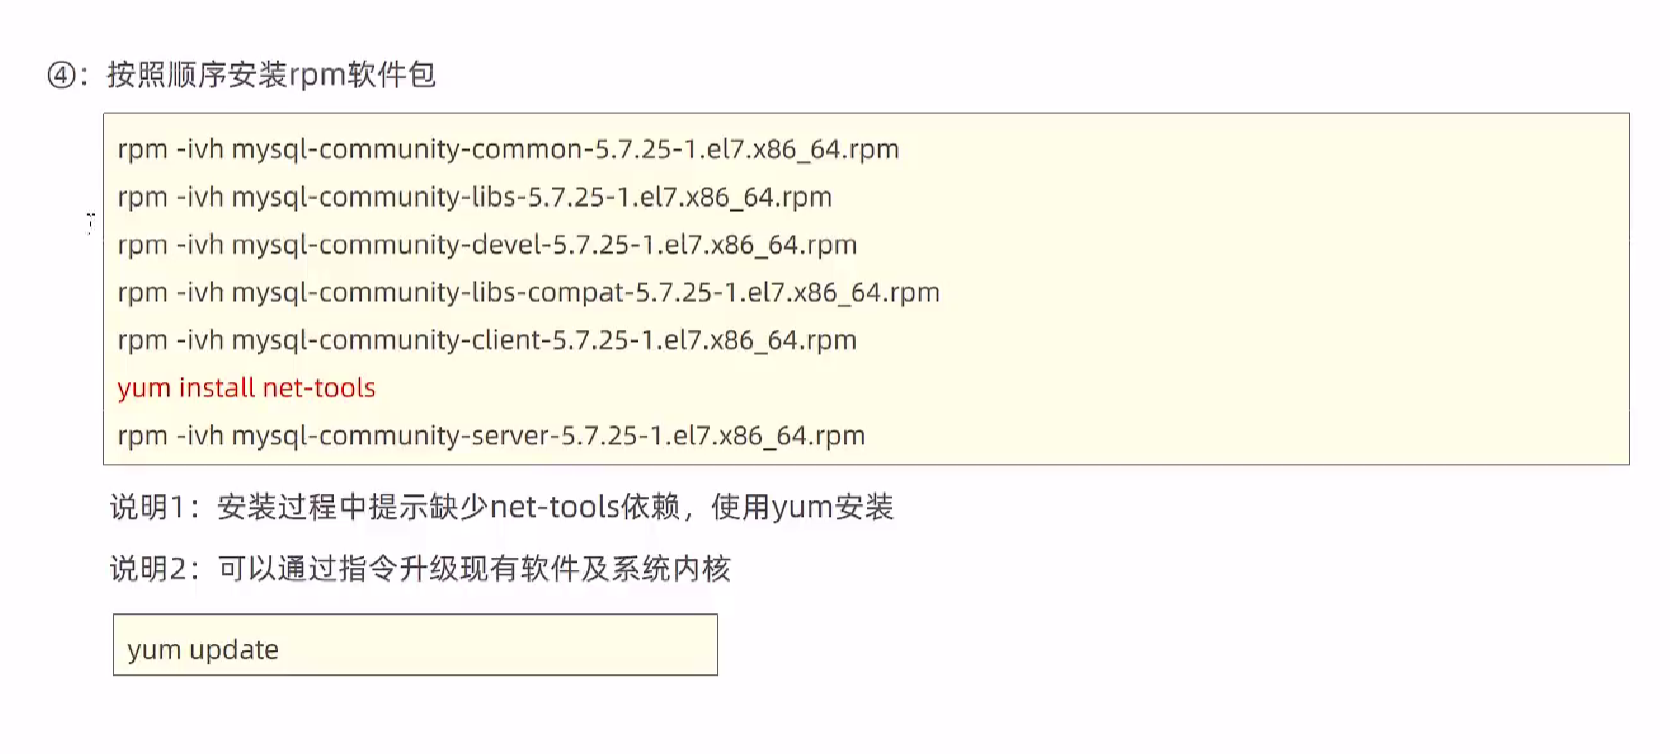 ④：按照顺序安装rpm软件包
rpm -ivh mysql-community-common-5.7.25-1.el7.x86_64.rpm
rpm -ivh mysql-community-libs-5.7.25-1.el7.x86_64.rpm
rpm -ivh mysql-community-devel-5.7.25-1.el7.x86_64.rpm
rpm -ivh mysql-community-libs-compat-5.7.25-1.el7.x86_64.rpm
rpm -ivh mysql-community-client-5.7.25-1.el7.x86_64.rpm
yum install net-tools
rpm -ivh mysql-community-server-5.7.25-1.el7.x86_64.rpm
说明1：安装过程中提示缺少net-tools依赖，使用yum安装
说明2：可以通过指令升级现有软件及系统内核
yum update